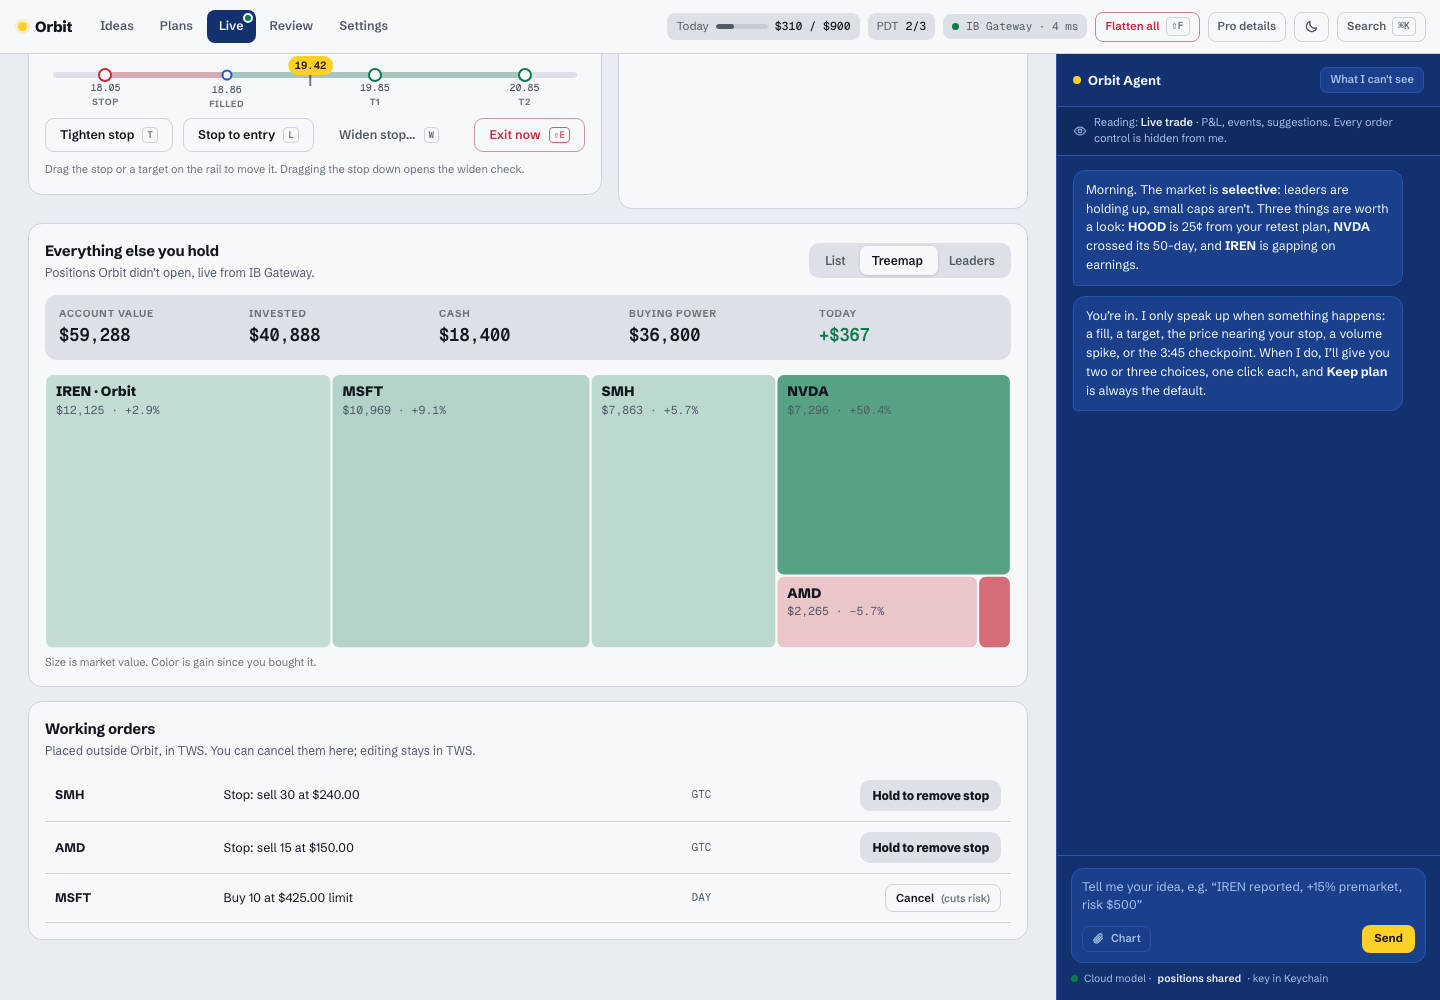 Orbit
Ideas
Plans
Live
Review
Settings
Today $310 / $900
PDT 2/3
IB Gateway · 4 ms
Flatten all ⇧F
Pro details
Search ⌘K
19.42
18.05
STOP
18.86
FILLED
19.85
T1
20.85
T2
Tighten stop T
Stop to entry L
Widen stop... W
Exit now ⇧E
Drag the stop or a target on the rail to move it. Dragging the stop down opens the widen check.
Everything else you hold
Positions Orbit didn't open, live from IB Gateway.
List
Treemap
Leaders
ACCOUNT VALUE
$59,288
INVESTED
$40,888
CASH
$18,400
BUYING POWER
$36,800
TODAY
+$367
IREN · Orbit
$12,125 · +2.9%
MSFT
$10,969 · +9.1%
SMH
$7,863 · +5.7%
NVDA
$7,296 · +50.4%
AMD
$2,265 · −5.7%
Size is market value. Color is gain since you bought it.
Working orders
Placed outside Orbit, in TWS. You can cancel them here; editing stays in TWS.
SMH Stop: sell 30 at $240.00 GTC Hold to remove stop
AMD Stop: sell 15 at $150.00 GTC Hold to remove stop
MSFT Buy 10 at $425.00 limit DAY Cancel (cuts risk)
Orbit Agent
What I can't see
Reading: Live trade · P&L, events, suggestions. Every order
control is hidden from me.
Morning. The market is selective: leaders are
holding up, small caps aren't. Three things are worth
a look: HOOD is 25¢ from your retest plan, NVDA
crossed its 50-day, and IREN is gapping on
earnings.
You're in. I only speak up when something happens:
a fill, a target, the price nearing your stop, a volume
spike, or the 3:45 checkpoint. When I do, I'll give you
two or three choices, one click each, and Keep plan
is always the default.
Tell me your idea, e.g. “IREN reported, +15% premarket,
risk $500”
Chart
Send
Cloud model · positions shared · key in Keychain